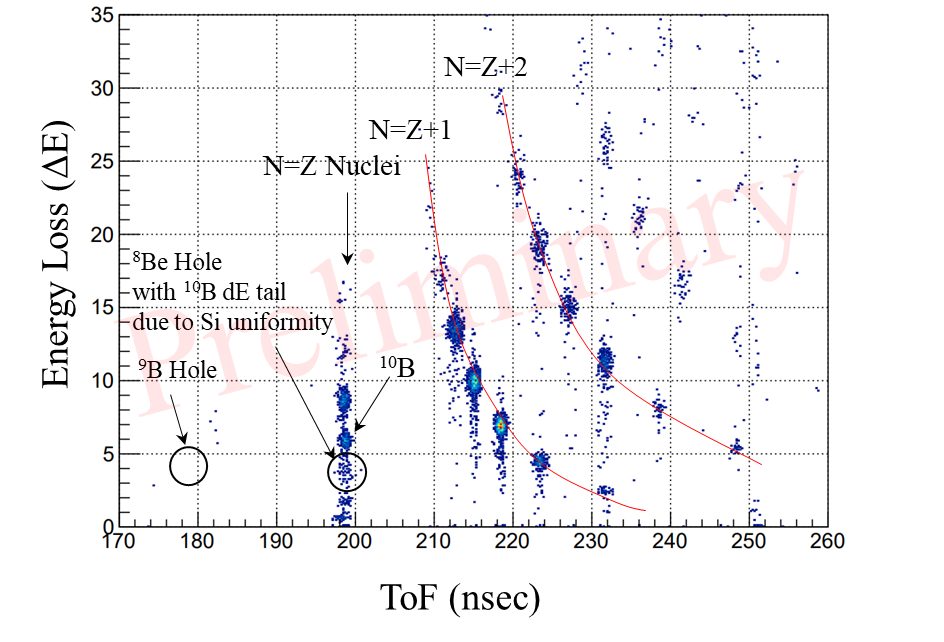 35
30
25
20
15
10
5
0
Energy Loss (ΔE)
N=Z+2
N=Z+1
N=Z Nuclei
⁸Be Hole
with ¹⁰B dE tail
due to Si uniformity
⁹B Hole
¹⁰B
Preliminary
170 180 190 200 210 220 230 240 250 260
ToF (nsec)